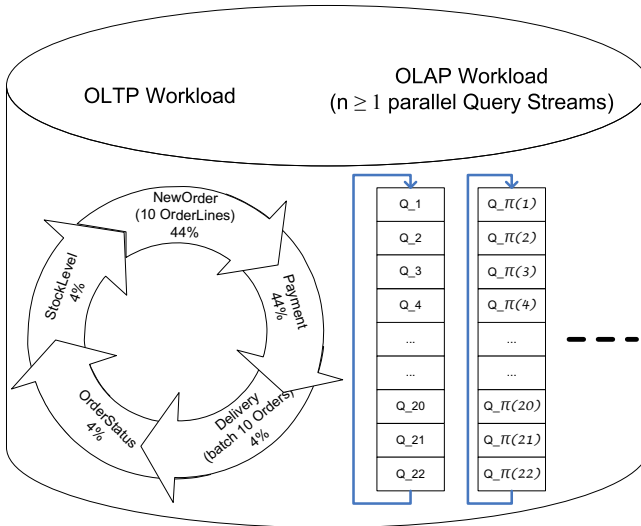 OLTP Workload
OLAP Workload
(n ≥ 1 parallel Query Streams)
NewOrder
(10 OrderLines)
44%
Payment
44%
Delivery
(batch 10 Orders)
4%
OrderStatus
4%
StockLevel
4%
Q_1
Q_2
Q_3
Q_4
...
...
Q_20
Q_21
Q_22
Q_π(1)
Q_π(2)
Q_π(3)
Q_π(4)
...
...
Q_π(20)
Q_π(21)
Q_π(22)